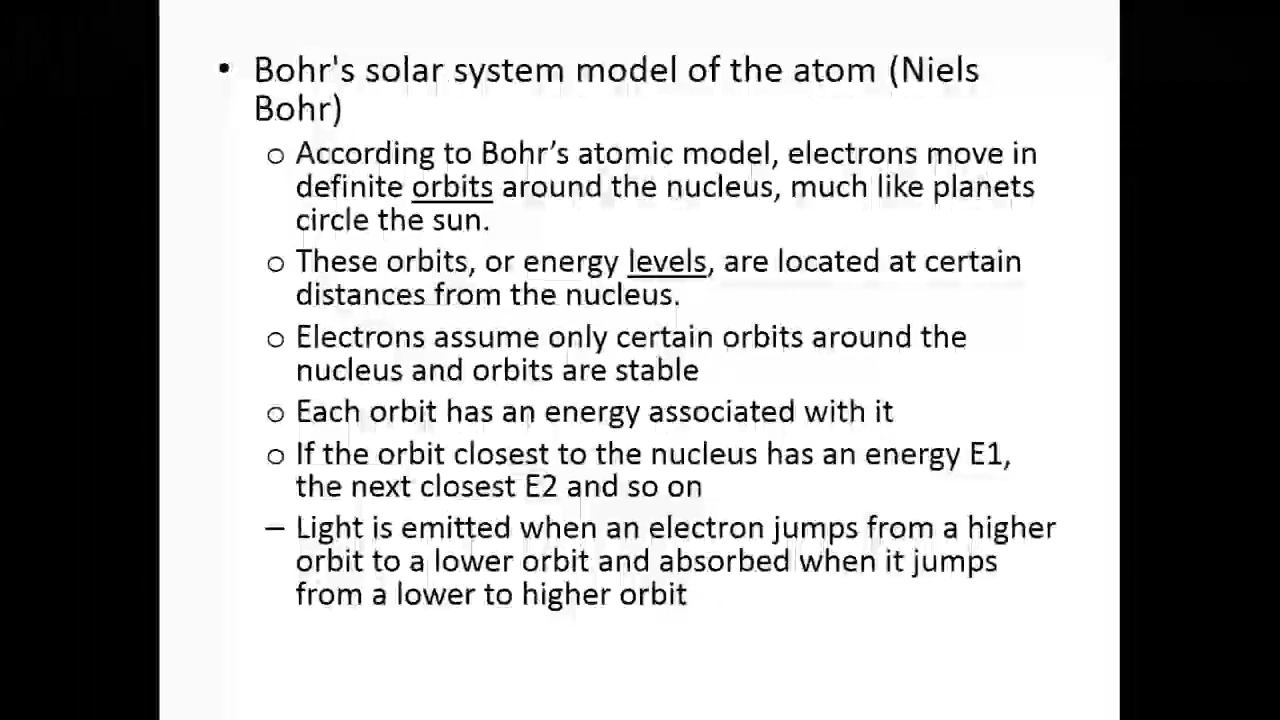 • Bohr's solar system model of the atom (Niels
Bohr)
o According to Bohr’s atomic model, electrons move in
definite orbits around the nucleus, much like planets
circle the sun.
o These orbits, or energy levels, are located at certain
distances from the nucleus.
o Electrons assume only certain orbits around the
nucleus and orbits are stable
o Each orbit has an energy associated with it
o If the orbit closest to the nucleus has an energy E1,
the next closest E2 and so on
– Light is emitted when an electron jumps from a higher
orbit to a lower orbit and absorbed when it jumps
from a lower to higher orbit